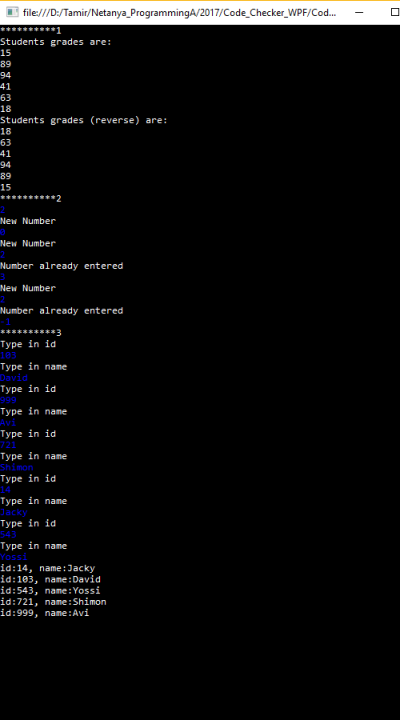 file:///D:/Tamir/Netanya_ProgrammingA/2017/Code_Checker_WPF/Cod...
**********1
Students grades are:
15
89
94
41
63
18
Students grades (reverse) are:
18
63
41
94
89
15
**********2
2
New Number
0
New Number
2
Number already entered
3
New Number
2
Number already entered
-1
**********3
Type in id
103
Type in name
David
Type in id
999
Type in name
Avi
Type in id
721
Type in name
Shimon
Type in id
14
Type in name
Jacky
Type in id
543
Type in name
Yossi
id:14, name:Jacky
id:103, name:David
id:543, name:Yossi
id:721, name:Shimon
id:999, name:Avi